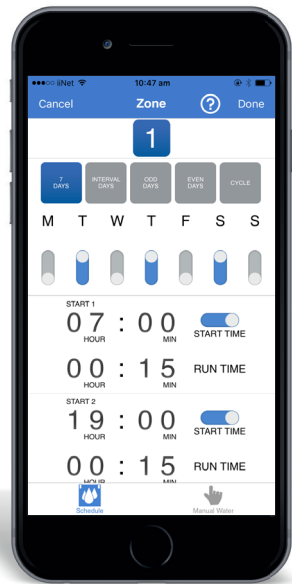 ●●●○○ iiNet 10:47 am
Cancel Zone ? Done
1
7 DAYS INTERVAL DAYS ODD DAYS EVEN DAYS CYCLE
M T W T F S S
START 1
07 : 00 START TIME
HOUR MIN
00 : 15 RUN TIME
HOUR MIN
START 2
19 : 00 START TIME
HOUR MIN
00 : 15 RUN TIME
HOUR MIN
Schedule Manual Water